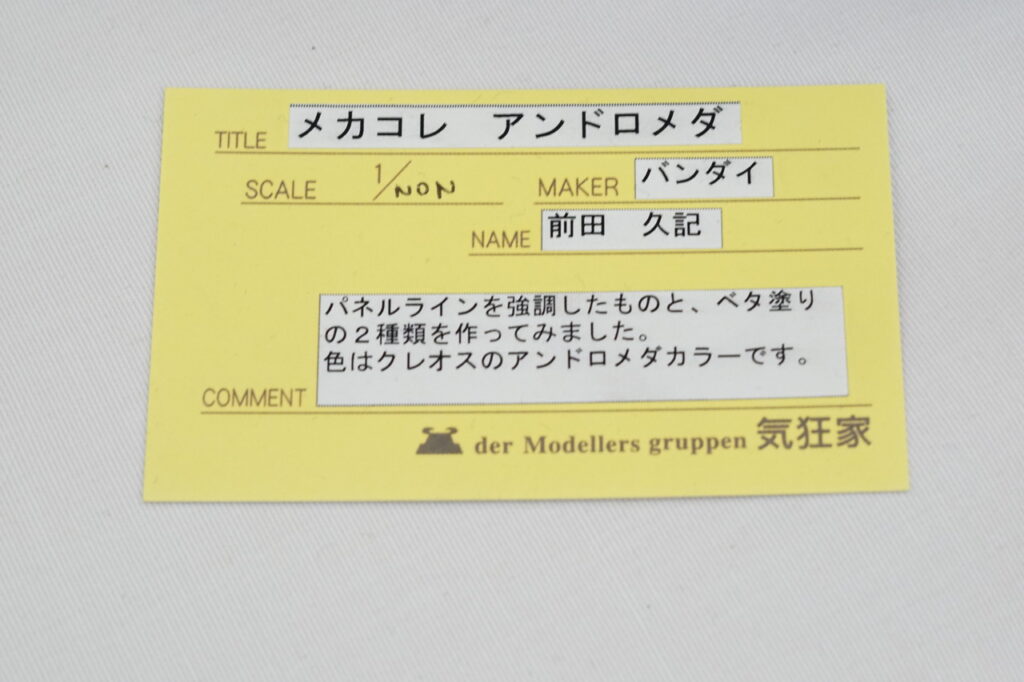 TITLE メカコレ アンドロメダ
SCALE 1/NON MAKER バンダイ
NAME 前田 久記
パネルラインを強調したものと、ベタ塗り
の２種類を作ってみました。
色はクレオスのアンドロメダカラーです。
COMMENT
der Modellers gruppen 気狂家